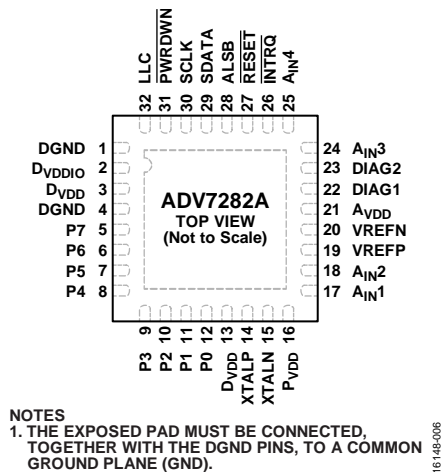 LLC
PWRDWN
SCLK
SDATA
ALSB
RESET
INTRQ
AIN4
32
31
30
29
28
27
26
25
DGND 1
DVDDIO 2
DVDD 3
DGND 4
P7 5
P6 6
P5 7
P4 8
ADV7282A
TOP VIEW
(Not to Scale)
24 AIN3
23 DIAG2
22 DIAG1
21 AVDD
20 VREFN
19 VREFP
18 AIN2
17 AIN1
9
10
11
12
13
14
15
16
P3
P2
P1
P0
DVDD
XTALP
XTALN
PVDD
NOTES
1. THE EXPOSED PAD MUST BE CONNECTED,
TOGETHER WITH THE DGND PINS, TO A COMMON
GROUND PLANE (GND).
16148-006